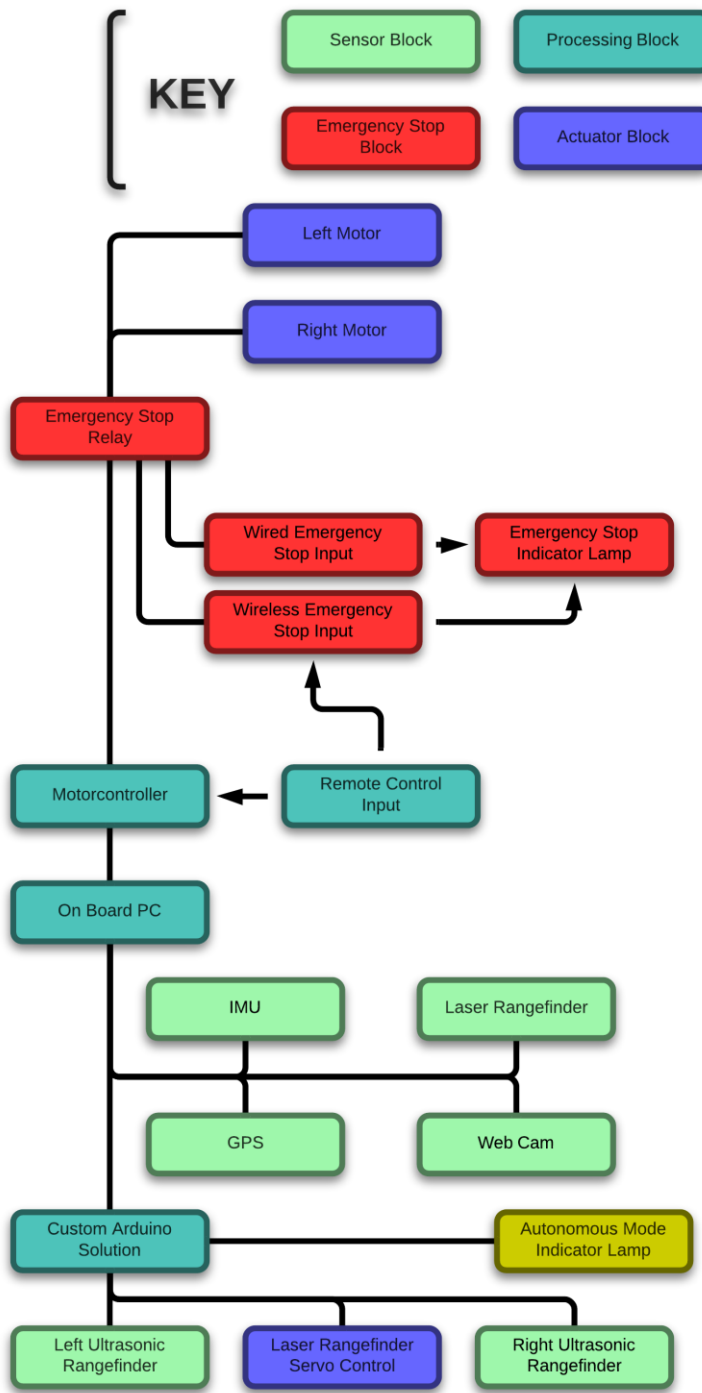 KEY
Sensor Block
Processing Block
Emergency Stop
Block
Actuator Block
Left Motor
Right Motor
Emergency Stop
Relay
Wired Emergency
Stop Input
Emergency Stop
Indicator Lamp
Wireless Emergency
Stop Input
Motorcontroller
Remote Control
Input
On Board PC
IMU
Laser Rangefinder
GPS
Web Cam
Custom Arduino
Solution
Autonomous Mode
Indicator Lamp
Left Ultrasonic
Rangefinder
Laser Rangefinder
Servo Control
Right Ultrasonic
Rangefinder